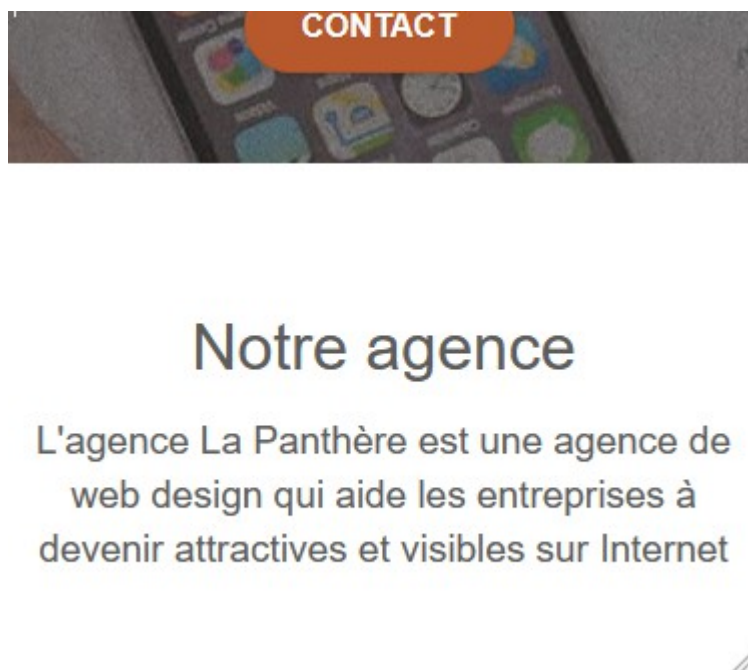 CONTACT
Notre agence
L'agence La Panthère est une agence de
web design qui aide les entreprises à
devenir attractives et visibles sur Internet